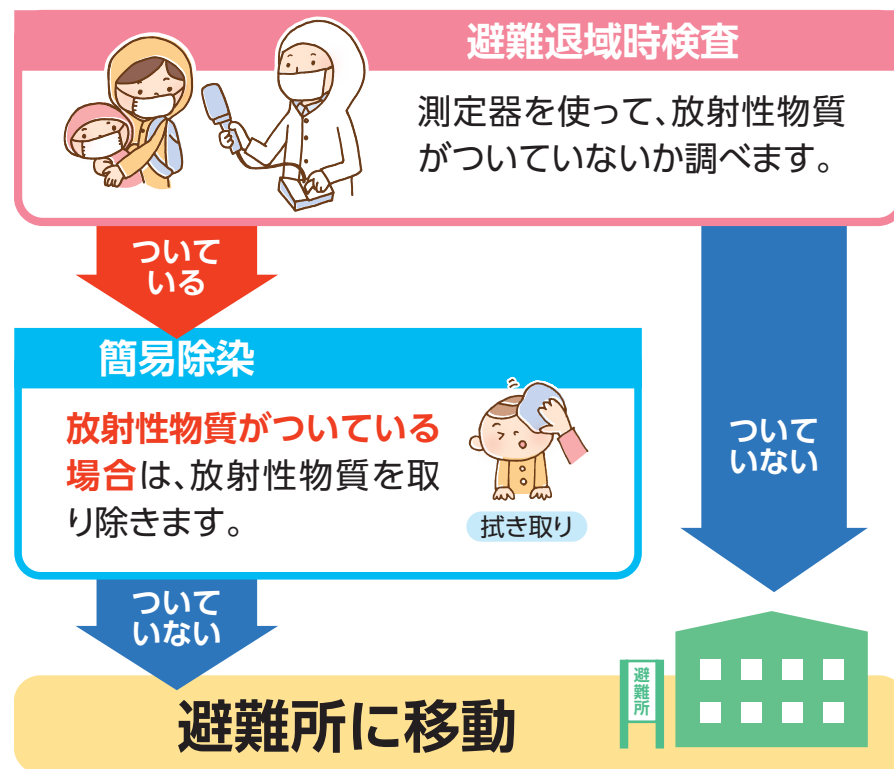 避難退域時検査
測定器を使って、放射性物質
がついていないか調べます。
ついて
いる
簡易除染
放射性物質がついている
場合は、放射性物質を取
り除きます。
拭き取り
ついて
いない
ついて
いない
避難所に移動
避難所